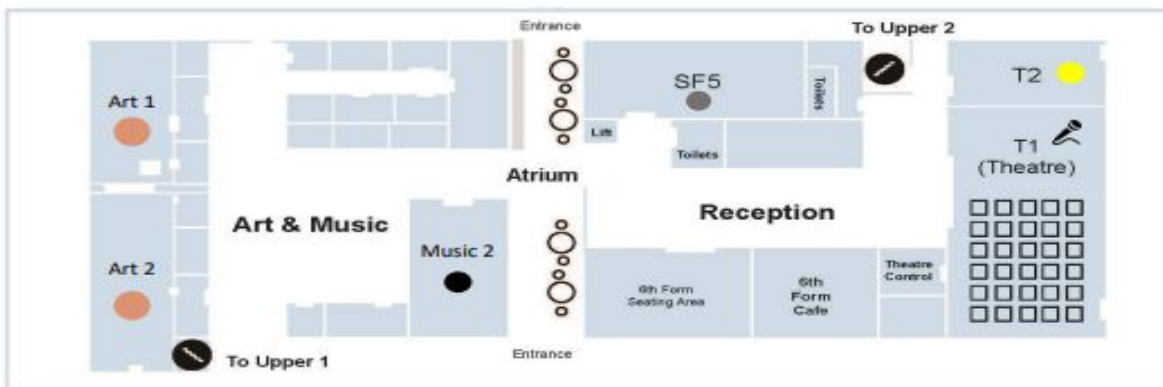 Entrance
To Upper 2
Art 1
SF5
Toilets
T2
Lift
Toilets
T1
(Theatre)
Atrium
Art & Music
Reception
Music 2
Art 2
6th Form
Seating Area
6th
Form
Cafe
Theatre
Control
To Upper 1
Entrance